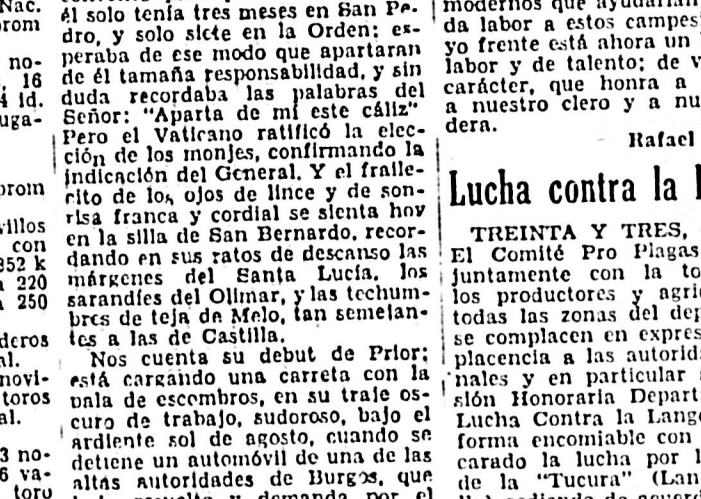 Nac.
prom
no-
, 16
4 id.
uga-
prom
villos
con
352 k
a 220
a 250
deros
al.
novi-
toros
al.
3 no-
6 va-
toro
él solo tenía tres meses en San Pe-
dro, y solo siete en la Orden; es-
peraba de ese modo que apartaran
de él tamaña responsabilidad, y sin
duda recordaba las palabras del
Señor: "Aparta de mí este cáliz"
Pero el Vaticano ratificó la elec-
ción de los monjes, confirmando la
indicación del General. Y el fraile-
cito de los ojos de lince y de son-
risa franca y cordial se sienta hoy
en la silla de San Bernardo, recor-
dando en sus ratos de descanso las
márgenes del Santa Lucía, los
sarandíes del Olimar, y las techum-
bres de teja de Melo, tan semejan-
tes a las de Castilla.
Nos cuenta su debut de Prior;
está cargando una carreta con la
pala de escombros, en su traje os-
curo de trabajo, sudoroso, bajo el
ardiente sol de agosto, cuando se
detiene un automóvil de una de las
altas autoridades de Burgos, que
demanda por el
modernos que ayudarían
da labor a estos campes
yo frente está ahora un
labor y de talento; de v
carácter, que honra a
a nuestro clero y a nu
dera.
Rafael
Lucha contra la
TREINTA Y TRES,
El Comité Pro Plagas
juntamente con la to
los productores y agri
todas las zonas del dep
se complacen en expres
placencia a las autorida
nales y en particular
sión Honoraria Depart
Lucha Contra la Lango
forma encomiable con
carado la lucha por l
de la "Tucura" (Lan